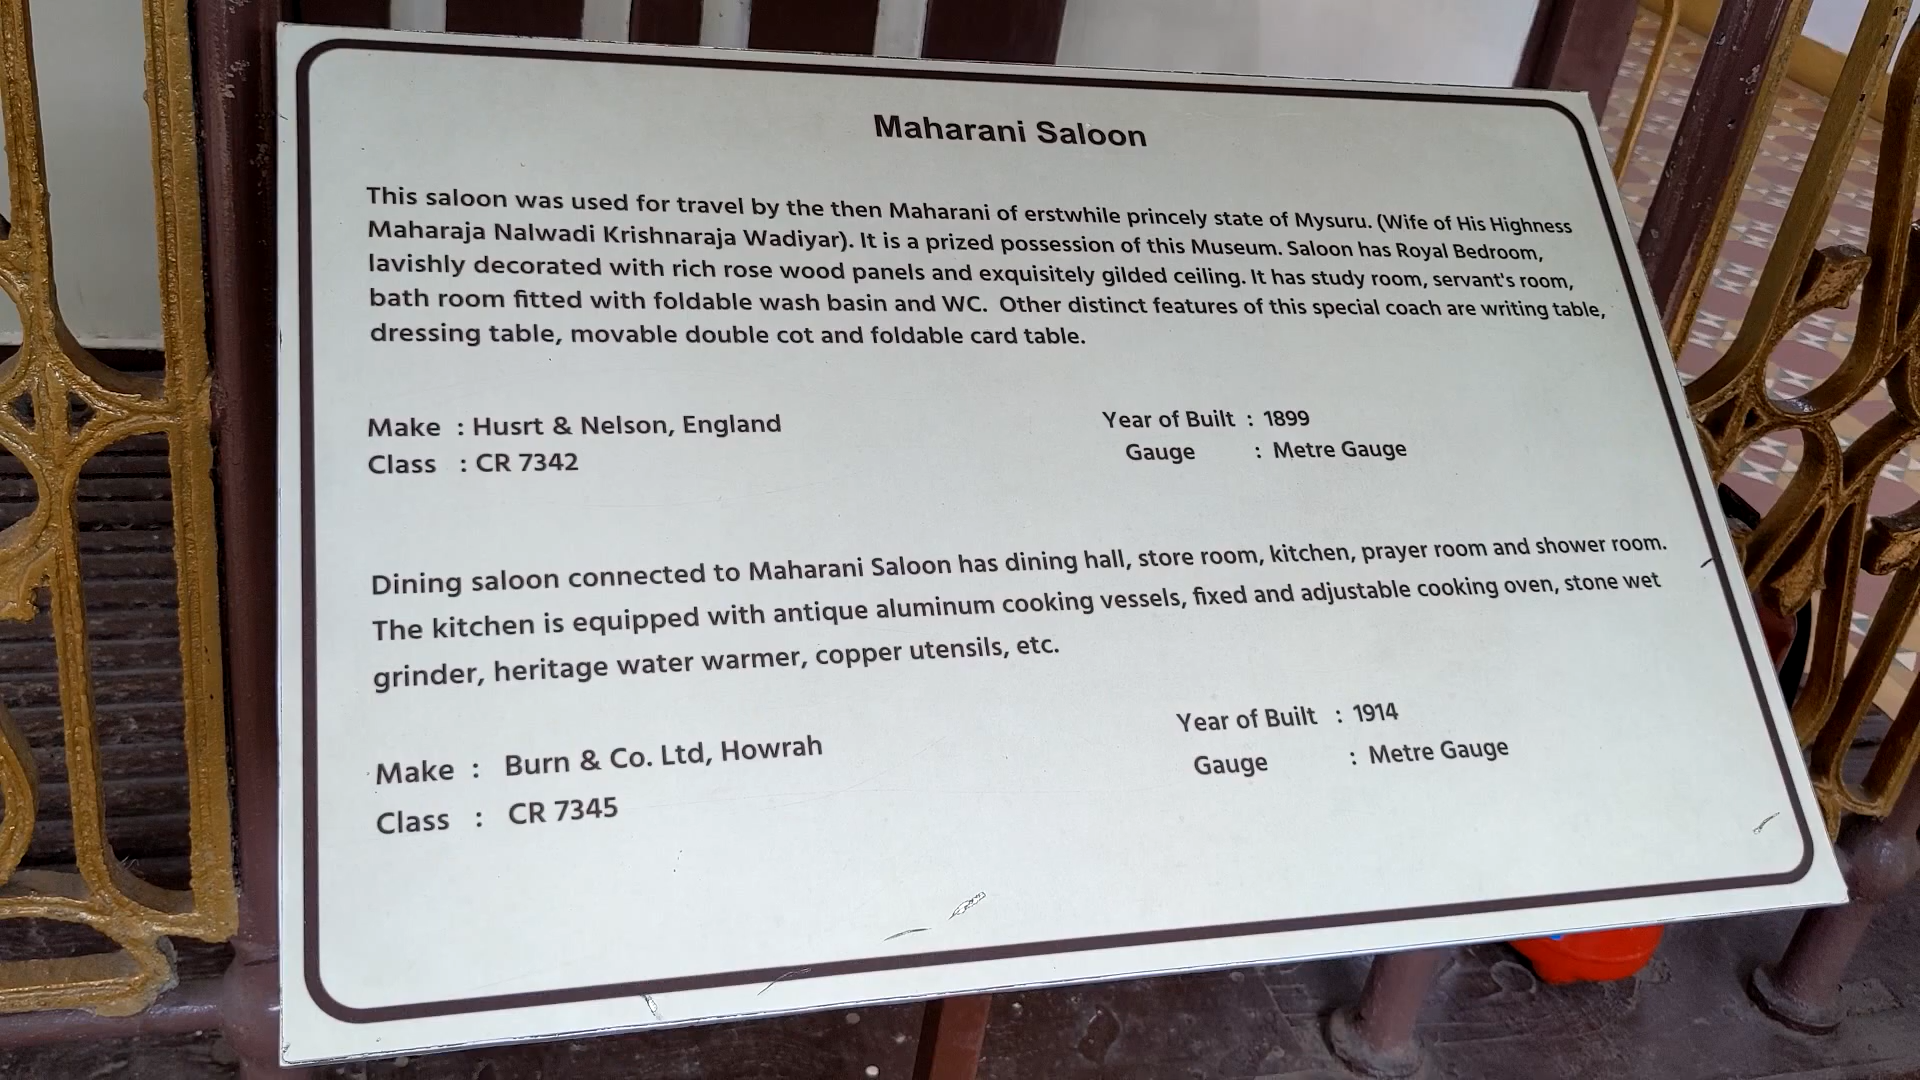 Maharani Saloon
This saloon was used for travel by the then Maharani of erstwhile princely state of Mysuru. (Wife of His Highness
Maharaja Nalwadi Krishnaraja Wadiyar). It is a prized possession of this Museum. Saloon has Royal Bedroom,
lavishly decorated with rich rose wood panels and exquisitely gilded ceiling. It has study room, servant's room,
bath room fitted with foldable wash basin and WC. Other distinct features of this special coach are writing table,
dressing table, movable double cot and foldable card table.
Make : Husrt & Nelson, England Year of Built : 1899
Class : CR 7342 Gauge : Metre Gauge
Dining saloon connected to Maharani Saloon has dining hall, store room, kitchen, prayer room and shower room.
The kitchen is equipped with antique aluminum cooking vessels, fixed and adjustable cooking oven, stone wet
grinder, heritage water warmer, copper utensils, etc.
Make : Burn & Co. Ltd, Howrah Year of Built : 1914
Class : CR 7345 Gauge : Metre Gauge